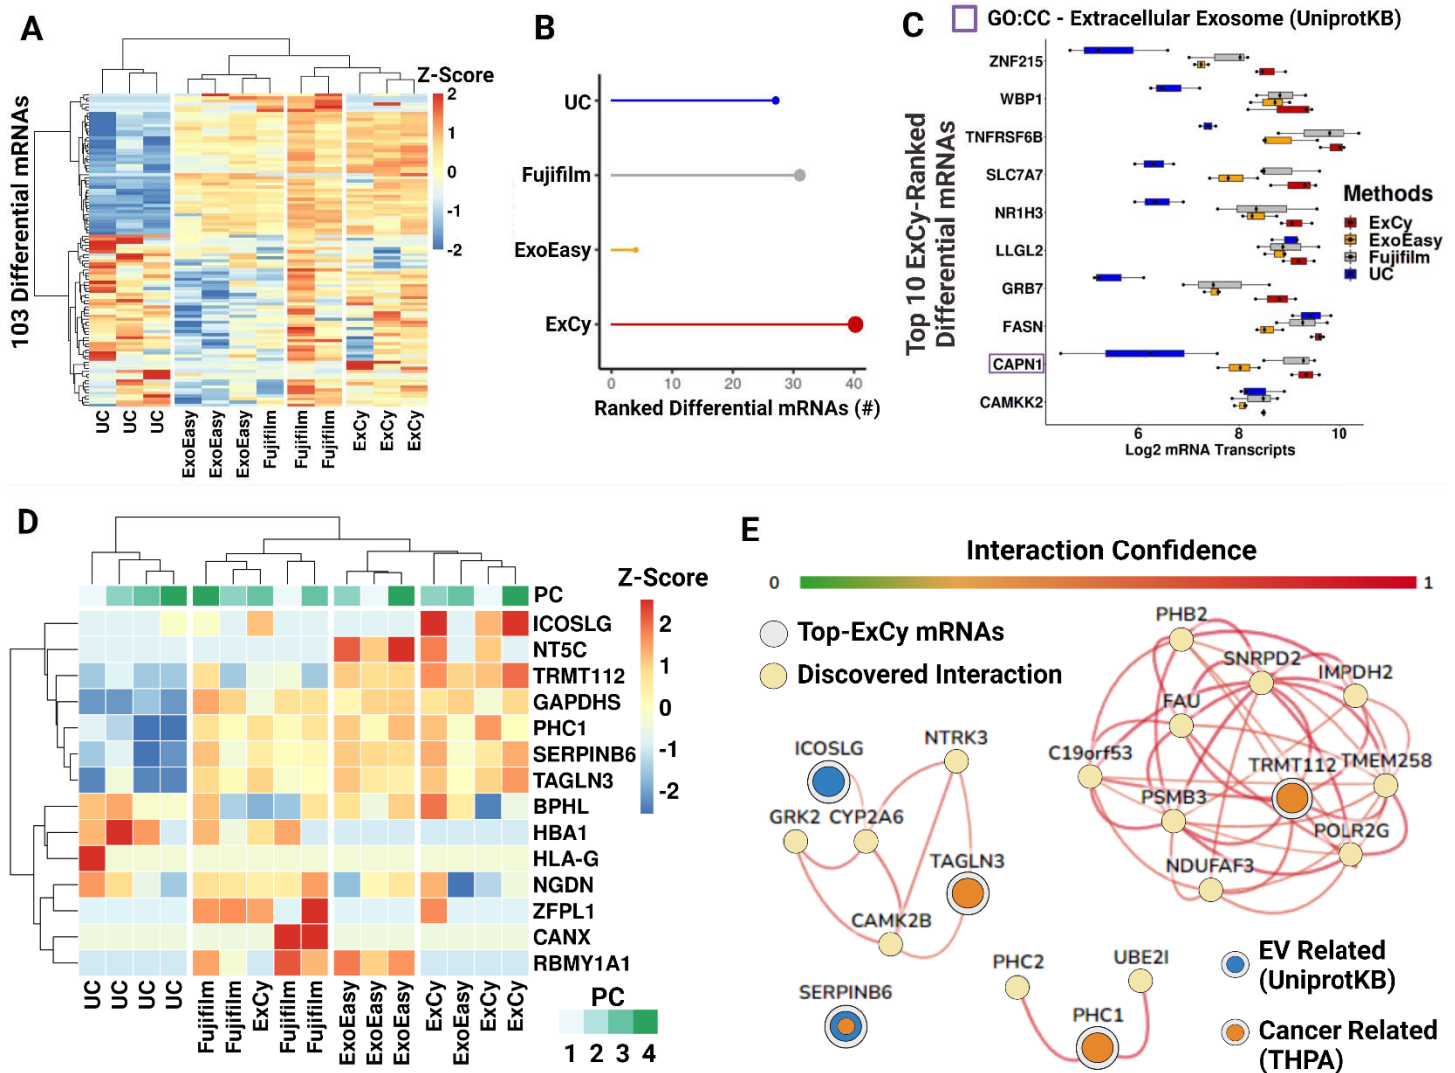 A
Z-Score
2
1
0
-1
-2
103 Differential mRNAs
UC
UC
UC
ExoEasy
ExoEasy
ExoEasy
Fujifilm
Fujifilm
Fujifilm
ExCy
ExCy
ExCy
B
UC
Fujifilm
ExoEasy
ExCy
0 10 20 30 40
Ranked Differential mRNAs (#)
C
GO:CC - Extracellular Exosome (UniprotKB)
Top 10 ExCy-Ranked
Differential mRNAs
ZNF215
WBP1
TNFRSF6B
SLC7A7
NR1H3
LLGL2
GRB7
FASN
CAPN1
CAMKK2
6 8 10
Log2 mRNA Transcripts
Methods
ExCy
ExoEasy
Fujifilm
UC
D
PC
ICOSLG
NT5C
TRMT112
GAPDHS
PHC1
SERPINB6
TAGLN3
BPHL
HBA1
HLA-G
NGDN
ZFPL1
CANX
RBMY1A1
UC
UC
UC
UC
Fujifilm
Fujifilm
ExCy
Fujifilm
Fujifilm
ExoEasy
ExoEasy
ExoEasy
ExCy
ExoEasy
ExCy
ExCy
Z-Score
2
1
0
-1
-2
PC
1 2 3 4
E
Interaction Confidence
0 1
Top-ExCy mRNAs
Discovered Interaction
ICOSLG
NTRK3
GRK2 CYP2A6
TAGLN3
CAMK2B
SERPINB6
PHB2
SNRPD2
IMPDH2
FAU
C19orf53
TRMT112 TMEM258
PSMB3
POLR2G
NDUFAF3
PHC2
UBE2I
PHC1
EV Related
(UniprotKB)
Cancer Related
(THPA)